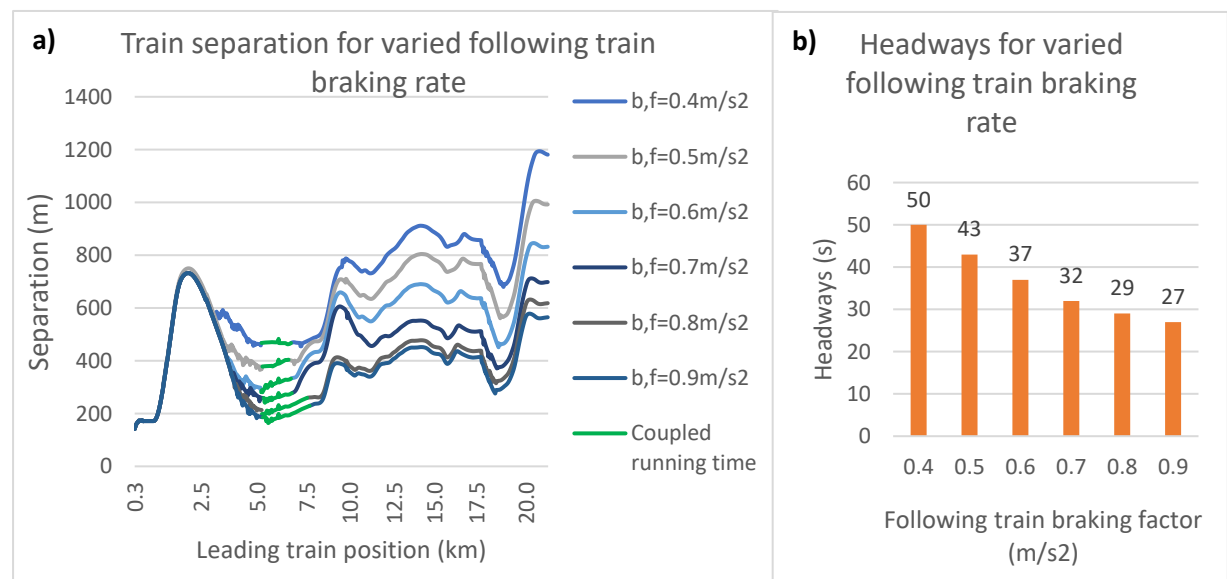 a)
Train separation for varied following train
braking rate
1400
1200
1000
800
600
400
200
0
Separation (m)
0.3
2.5
5.0
7.5
10.0
12.5
15.0
17.5
20.0
Leading train position (km)
b,f=0.4m/s2
b,f=0.5m/s2
b,f=0.6m/s2
b,f=0.7m/s2
b,f=0.8m/s2
b,f=0.9m/s2
Coupled
running time
b)
Headways for varied
following train braking
rate
60
50
40
30
20
10
0
Headways (s)
50
43
37
32
29
27
0.4 0.5 0.6 0.7 0.8 0.9
Following train braking factor
(m/s2)